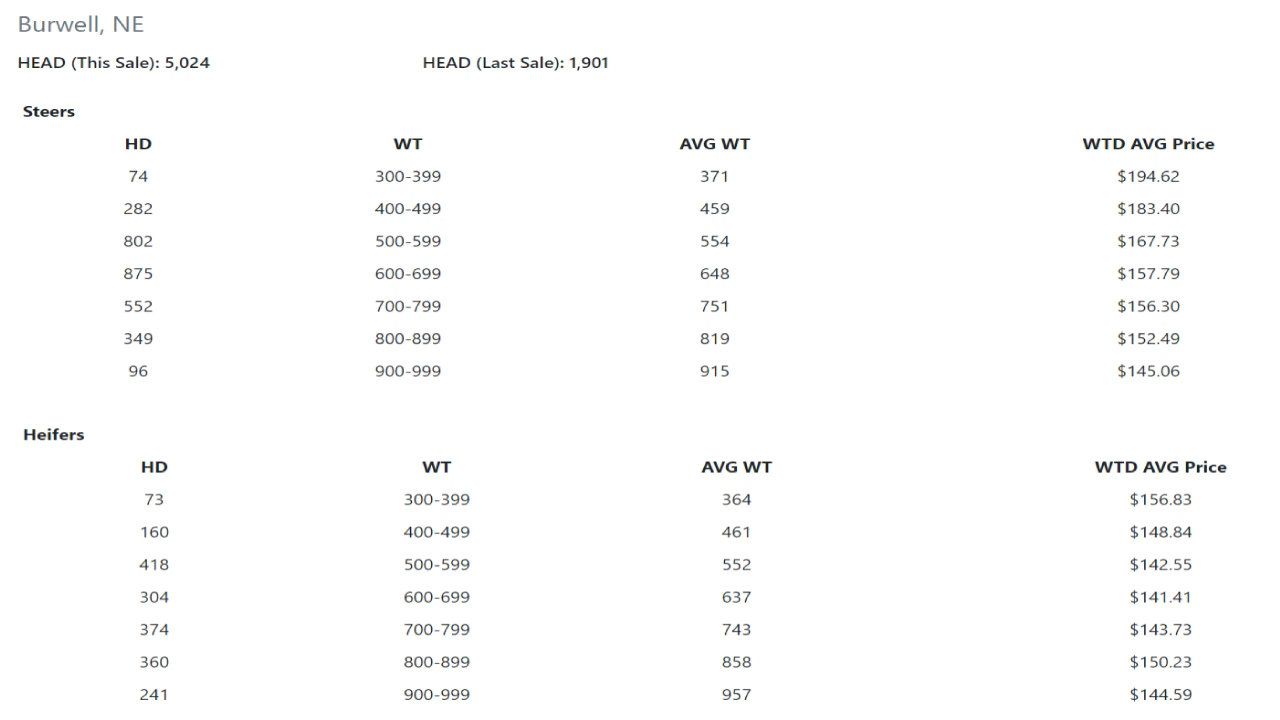 Burwell, NE
HEAD (This Sale): 5,024 HEAD (Last Sale): 1,901
Steers
HD WT AVG WT WTD AVG Price
74 300-399 371 $194.62
282 400-499 459 $183.40
802 500-599 554 $167.73
875 600-699 648 $157.79
552 700-799 751 $156.30
349 800-899 819 $152.49
96 900-999 915 $145.06
Heifers
HD WT AVG WT WTD AVG Price
73 300-399 364 $156.83
160 400-499 461 $148.84
418 500-599 552 $142.55
304 600-699 637 $141.41
374 700-799 743 $143.73
360 800-899 858 $150.23
241 900-999 957 $144.59